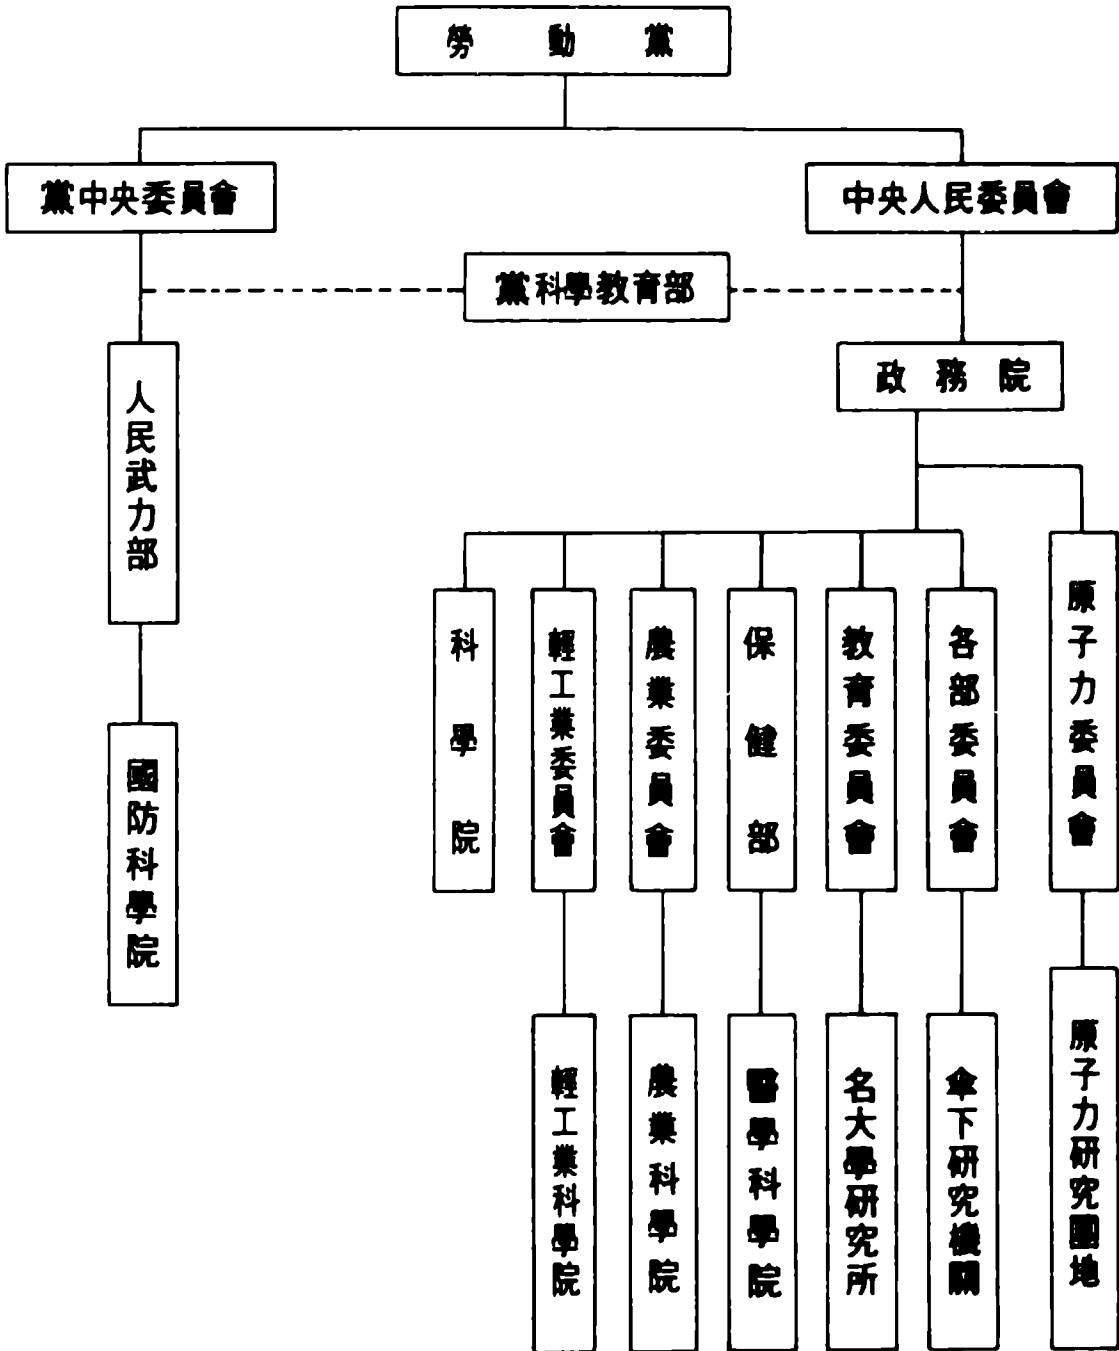 勞動黨
黨中央委員會
中央人民委員會
黨科學教育部
人民武力部
政務院
國防科學院
科學院
輕工業委員會
農業委員會
保健部
教育委員會
各部委員會
原子力委員會
輕工業科學院
農業科學院
醫學科學院
名大學研究所
傘下研究機關
原子力研究團地